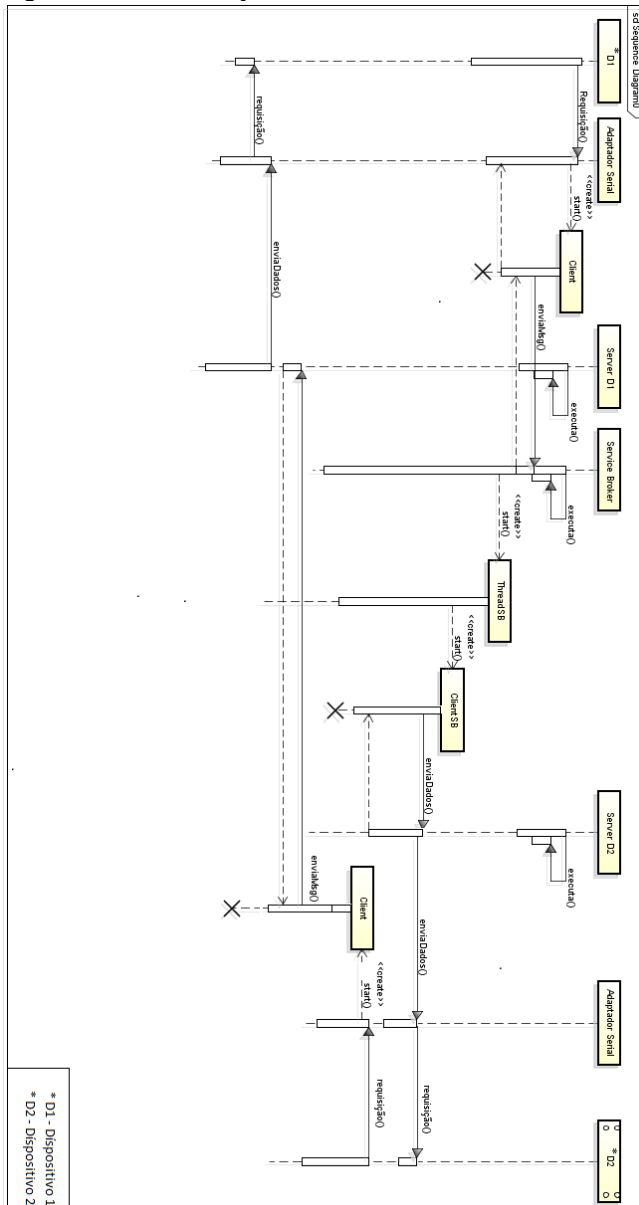 sd Sequence Diagram0
* D1
Adaptador Serial
Client
Server D1
Service Broker
ThreadSB
ClientSB
Server D2
Client
Adaptador Serial
* D2
Requisição()
<<create>>
start()
enviaMsg()
executa()
executa()
<<create>>
start()
<<create>>
start()
enviaDados()
executa()
enviaDados()
requisição()
requisição()
<<create>>
start()
enviaMsg()
enviaDados()
requisição()
* D1 - Dispositivo 1
* D2 - Dispositivo 2